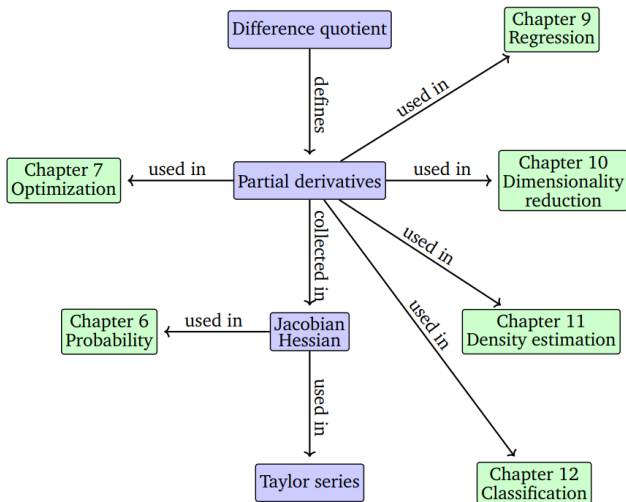 Difference quotient
Chapter 9
Regression
defines
used in
Chapter 7
Optimization
used in
Partial derivatives
used in
Chapter 10
Dimensionality
reduction
collected in
used in
used in
Chapter 6
Probability
used in
Jacobian
Hessian
Chapter 11
Density estimation
used in
Taylor series
Chapter 12
Classification